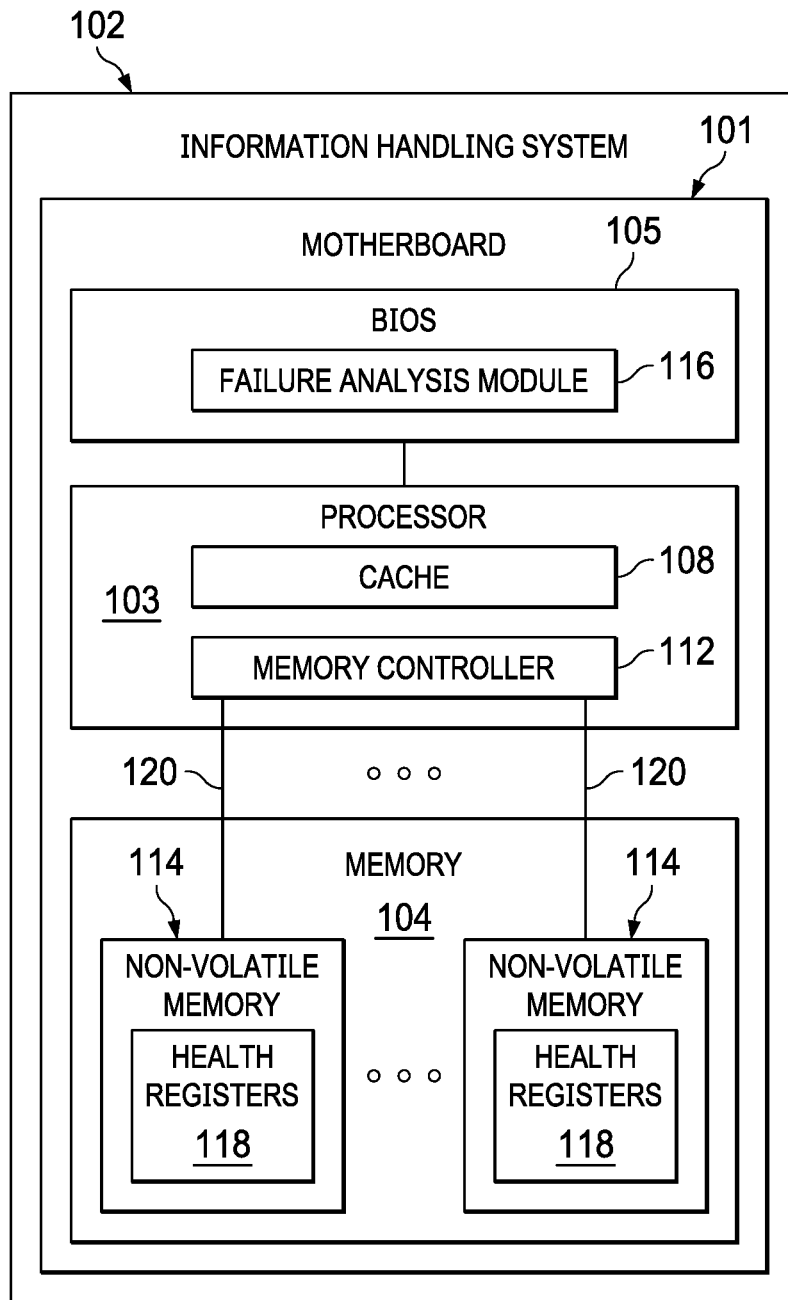 102
INFORMATION HANDLING SYSTEM
101
MOTHERBOARD
105
BIOS
FAILURE ANALYSIS MODULE
116
PROCESSOR
CACHE
108
103
MEMORY CONTROLLER
112
120
120
MEMORY
114
114
104
NON-VOLATILE
MEMORY
HEALTH
REGISTERS
118
NON-VOLATILE
MEMORY
HEALTH
REGISTERS
118